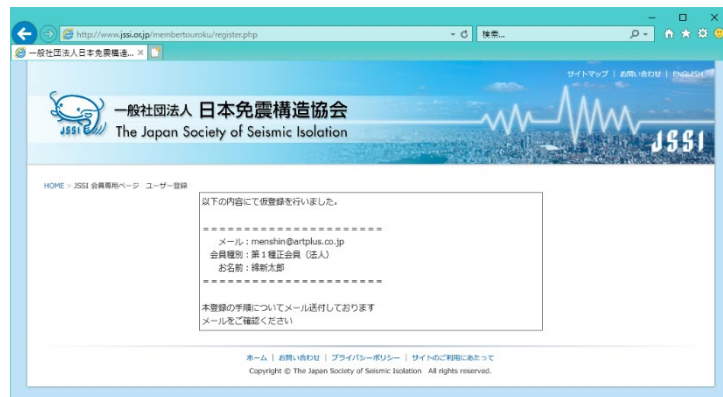 http://www.jssi.or.jp/membertouroku/register.php
検索...
一般社団法人日本免震構造...
サイトマップ | お問い合わせ | ENGLISH
一般社団法人 日本免震構造協会
The Japan Society of Seismic Isolation
JSSI
JSSI
HOME > JSSI 会員専用ページ ユーザー登録
以下の内容にて仮登録を行いました。
======================
メール:menshin@artplus.co.jp
会員種別:第1種正会員(法人)
お名前:綿新太郎
======================
本登録の手順についてメール送付しております
メールをご確認ください
ホーム | お問い合わせ | プライバシーポリシー | サイトのご利用にあたって
Copyright © The Japan Society of Seismic Isolation All rights reserved.